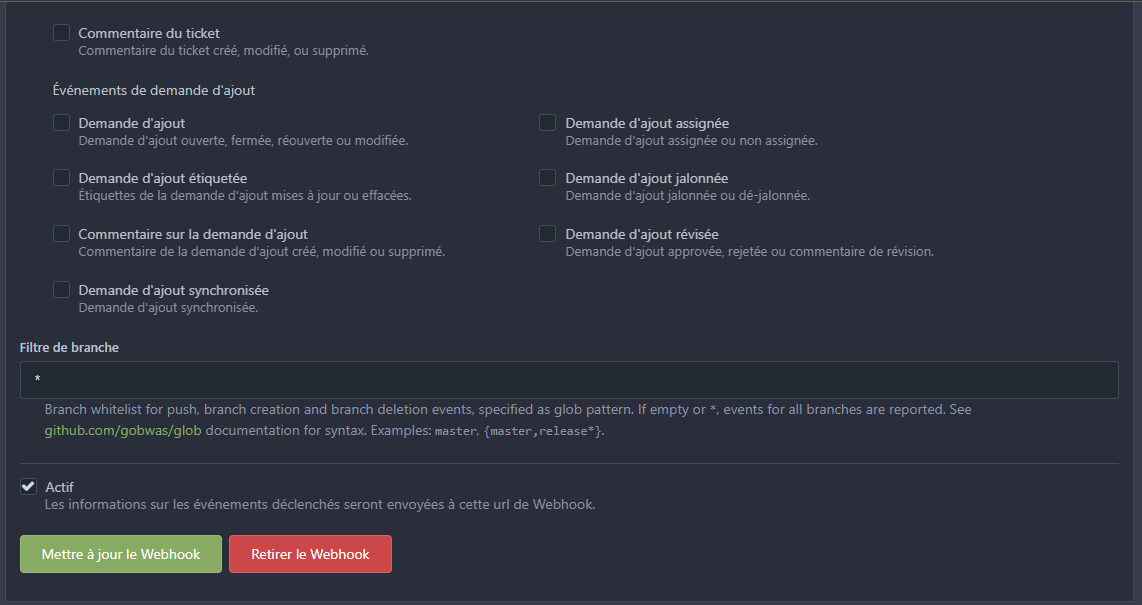 Commentaire du ticket
Commentaire du ticket créé, modifié, ou supprimé.
Événements de demande d'ajout
Demande d'ajout
Demande d'ajout ouverte, fermée, réouverte ou modifiée.
Demande d'ajout assignée
Demande d'ajout assignée ou non assignée.
Demande d'ajout étiquetée
Étiquettes de la demande d'ajout mises à jour ou effacées.
Demande d'ajout jalonnée
Demande d'ajout jalonnée ou dé-jalonnée.
Commentaire sur la demande d'ajout
Commentaire de la demande d'ajout créé, modifié ou supprimé.
Demande d'ajout révisée
Demande d'ajout approvée, rejetée ou commentaire de révision.
Demande d'ajout synchronisée
Demande d'ajout synchronisée.
Filtre de branche
*
Branch whitelist for push, branch creation and branch deletion events, specified as glob pattern. If empty or *, events for all branches are reported. See
github.com/gobwas/glob documentation for syntax. Examples: master, {master,release*}.
Actif
Les informations sur les événements déclenchés seront envoyées à cette url de Webhook.
Mettre à jour le Webhook
Retirer le Webhook